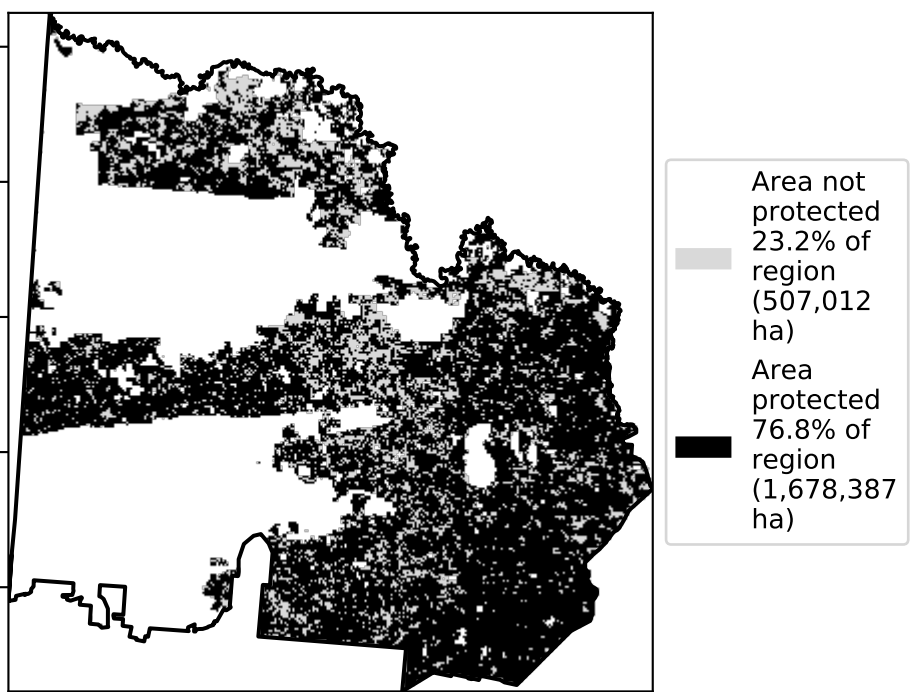 Area not
protected
23.2% of
region
(507,012
ha)
Area
protected
76.8% of
region
(1,678,387
ha)